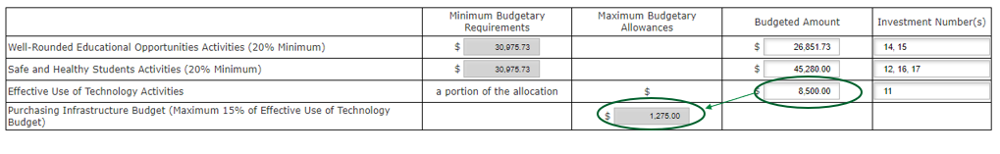 Minimum Budgetary Requirements Maximum Budgetary Allowances Budgeted Amount Investment Number(s)
Well-Rounded Educational Opportunities Activities (20% Minimum) $ 30,975.73 $ 26,851.73 14, 15
Safe and Healthy Students Activities (20% Minimum) $ 30,975.73 $ 45,280.00 12, 16, 17
Effective Use of Technology Activities a portion of the allocation $ $ 8,500.00 11
Purchasing Infrastructure Budget (Maximum 15% of Effective Use of Technology
Budget) $ 1,275.00